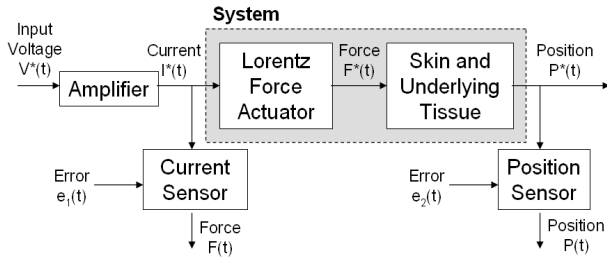 System
Input
Voltage
V*(t)
Amplifier
Current
I*(t)
Lorentz
Force
Actuator
Force
F*(t)
Skin and
Underlying
Tissue
Position
P*(t)
Error
e₁(t)
Current
Sensor
Force
F(t)
Error
e₂(t)
Position
Sensor
Position
P(t)